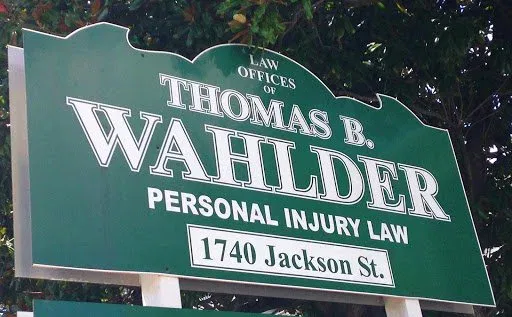 LAW
OFFICES
OF
THOMAS B.
WAHLDER
PERSONAL INJURY LAW
1740 Jackson St.